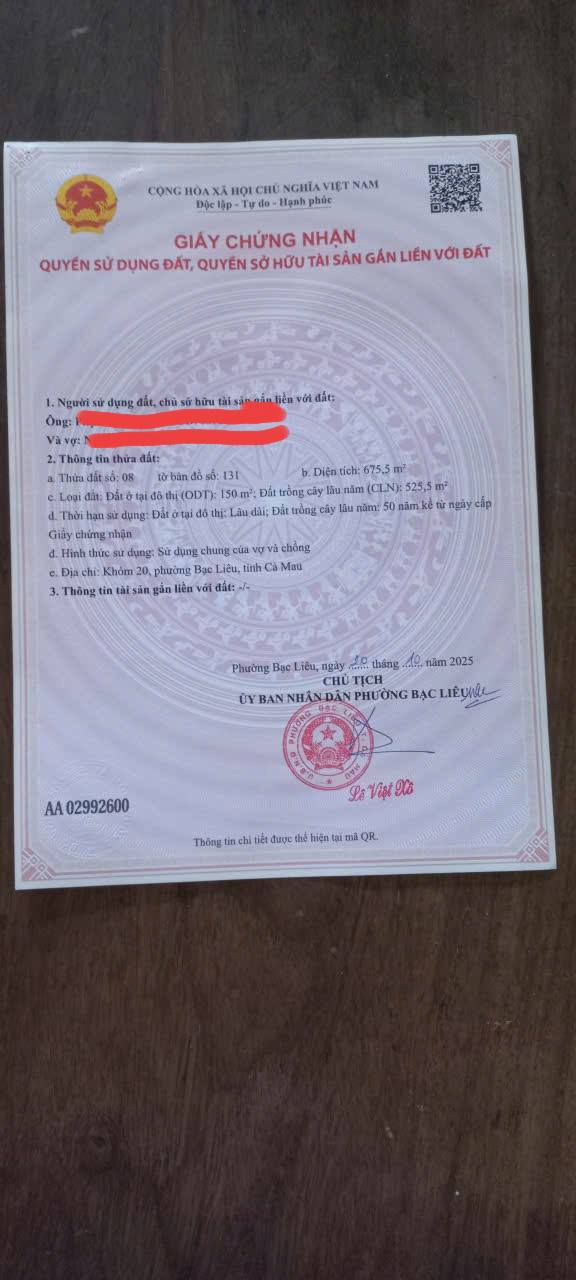 CỘNG HÒA XÃ HỘI CHỦ NGHĨA VIỆT NAM
Độc lập - Tự do - Hạnh phúc
GIẤY CHỨNG NHẬN
QUYỀN SỬ DỤNG ĐẤT, QUYỀN SỞ HỮU TÀI SẢN GẮN LIỀN VỚI ĐẤT
1. Người sử dụng đất, chủ sở hữu tài sản gắn liền với đất:
Ông:
Và vợ: N
2. Thông tin thửa đất:
a. Thửa đất số: 08 tờ bản đồ số: 131 b. Diện tích: 675,5 m²
c. Loại đất: Đất ở tại đô thị (ODT): 150 m²; Đất trồng cây lâu năm (CLN): 525,5 m²
d. Thời hạn sử dụng: Đất ở tại đô thị: Lâu dài; Đất trồng cây lâu năm: 50 năm kể từ ngày cấp
Giấy chứng nhận
đ. Hình thức sử dụng: Sử dụng chung của vợ và chồng
e. Địa chỉ: Khóm 20, phường Bạc Liêu, tỉnh Cà Mau
3. Thông tin tài sản gắn liền với đất: -/-
Phường Bạc Liêu, ngày 20 tháng 10 năm 2025
CHỦ TỊCH
ỦY BAN NHÂN DÂN PHƯỜNG BẠC LIÊU
U.B.N.D PHƯỜNG BẠC LIÊU T. CÀ MAU
Lê Việt Xô
AA 02992600
Thông tin chi tiết được thể hiện tại mã QR.